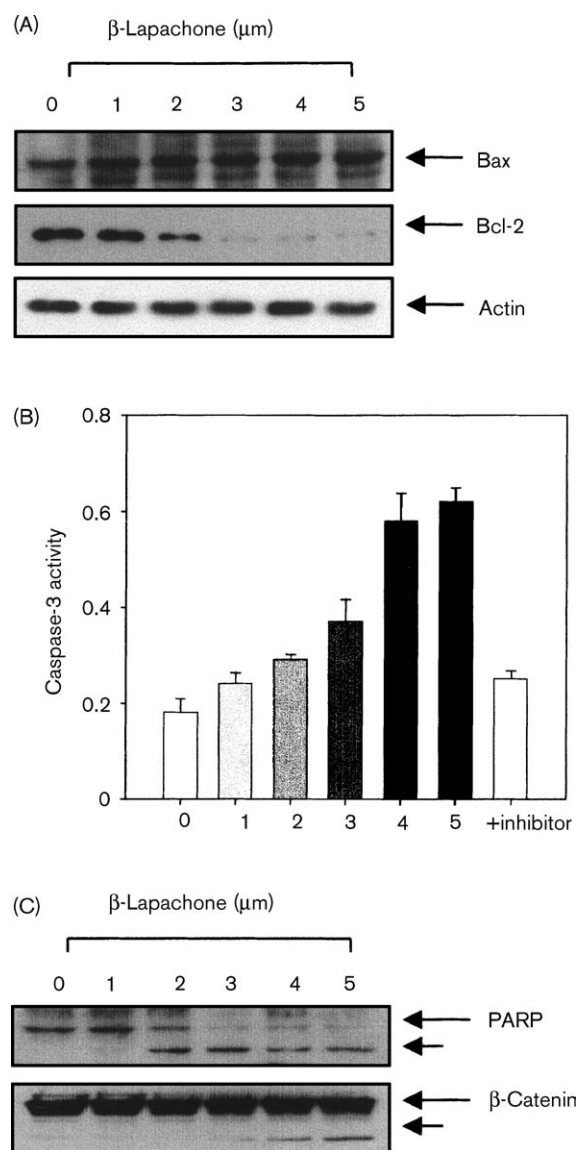 (A)
β-Lapachone (μm)
0 1 2 3 4 5
Bax
Bcl-2
Actin
(B)
0.8
0.6
0.4
0.2
0
Caspase-3 activity
0 1 2 3 4 5 +inhibitor
(C)
β-Lapachone (μm)
0 1 2 3 4 5
PARP
β-Catenin